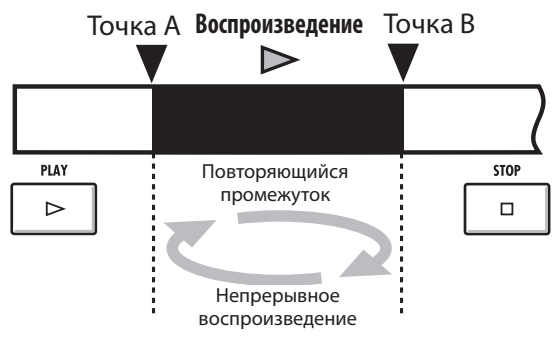 Точка А Воспроизведение Точка В
PLAY
Повторяющийся
промежуток
STOP
Непрерывное
воспроизведение